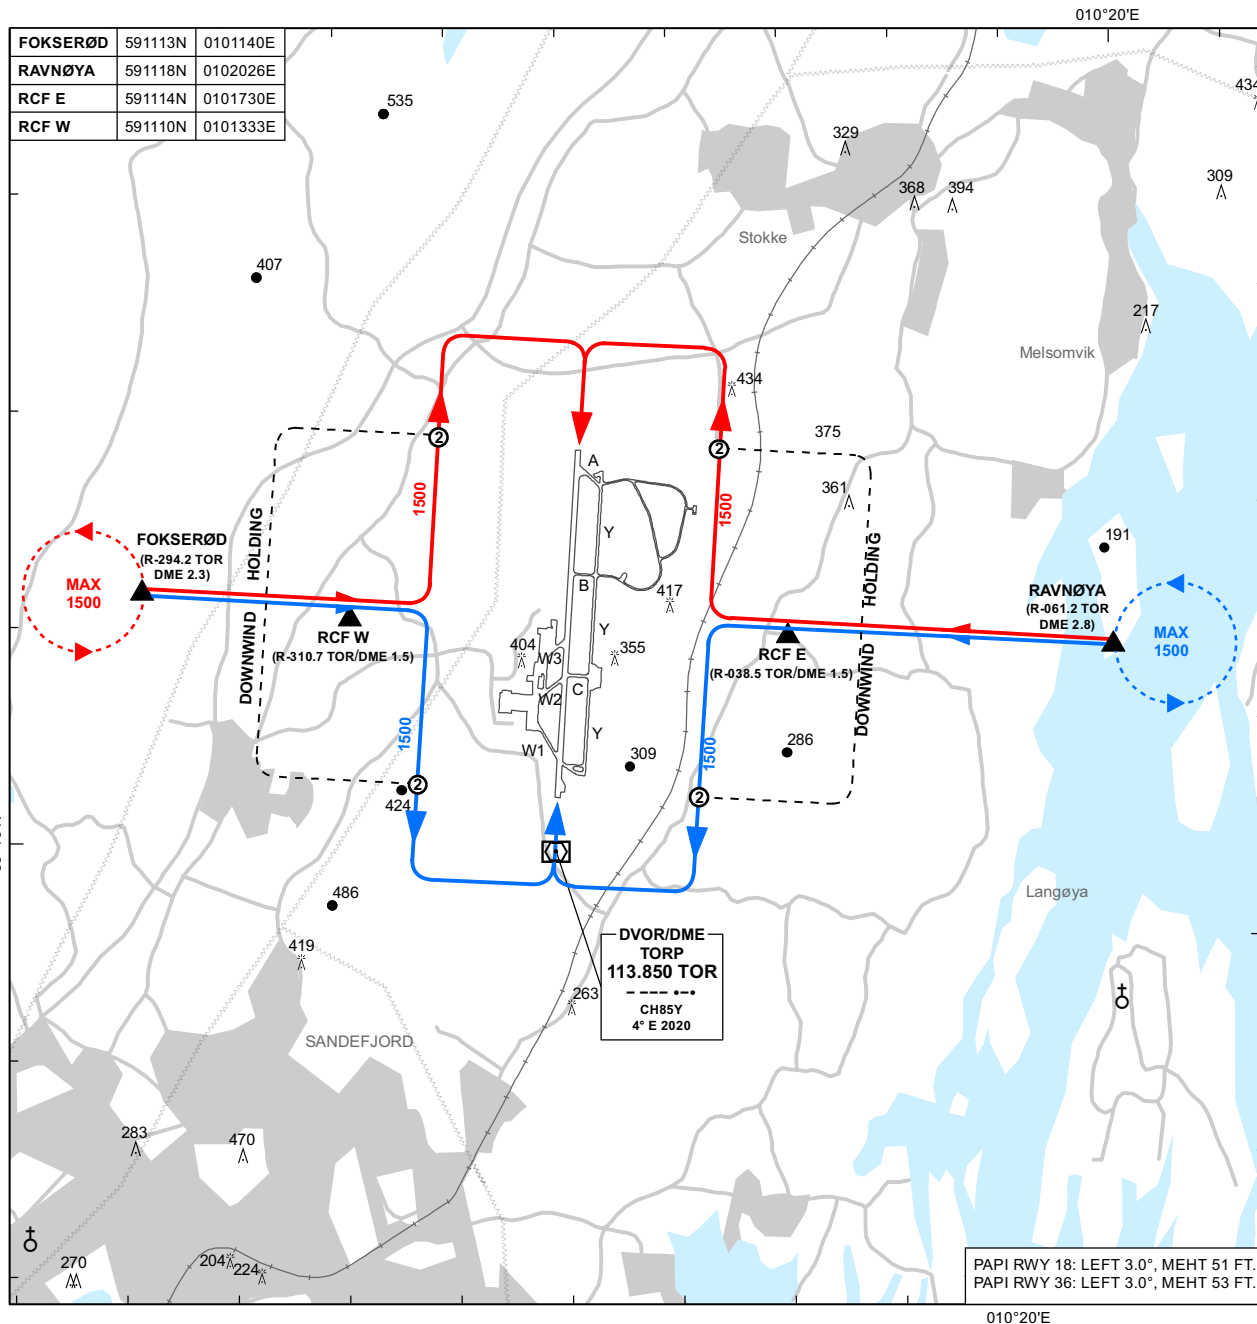 010°20'E
FOKSERØD 591113N 0101140E
RAVNØYA 591118N 0102026E
RCF E 591114N 0101730E
RCF W 591110N 0101333E
535
434
329
309
368
394
Stokke
407
217
Melsomvik
434
2
2
375
A
361
1500
1500
HOLDING
HOLDING
Y
191
FOKSERØD
(R-294.2 TOR
DME 2.3)
MAX
1500
B
417
RAVNØYA
(R-061.2 TOR
DME 2.8)
MAX
1500
RCF W
(R-310.7 TOR/DME 1.5)
404
W3
Y
355
RCF E
(R-038.5 TOR/DME 1.5)
DOWNWIND
DOWNWIND
C
W2
1500
1500
Y
W1
309
286
2
2
424
486
Langøya
419
DVOR/DME
TORP
113.850 TOR
CH85Y
4° E 2020
263
SANDEFJORD
283
470
204
224
270
PAPI RWY 18: LEFT 3.0°, MEHT 51 FT.
PAPI RWY 36: LEFT 3.0°, MEHT 53 FT.
010°20'E